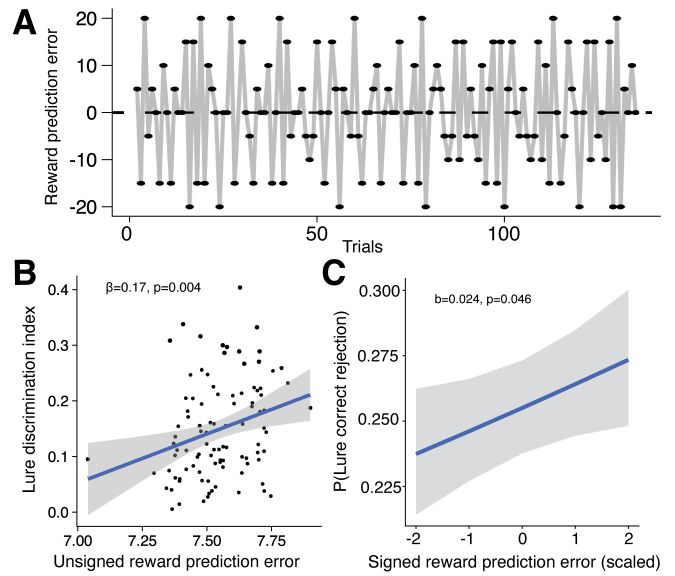 A
Reward prediction error
20
10
0
-10
-20
0
50
100
Trials
B
β=0.17, p=0.004
Lure discrimination index
0.4
0.3
0.2
0.1
0.0
7.00
7.25
7.50
7.75
Unsigned reward prediction error
C
b=0.024, p=0.046
P(Lure correct rejection)
0.300
0.275
0.250
0.225
-2
-1
0
1
2
Signed reward prediction error (scaled)